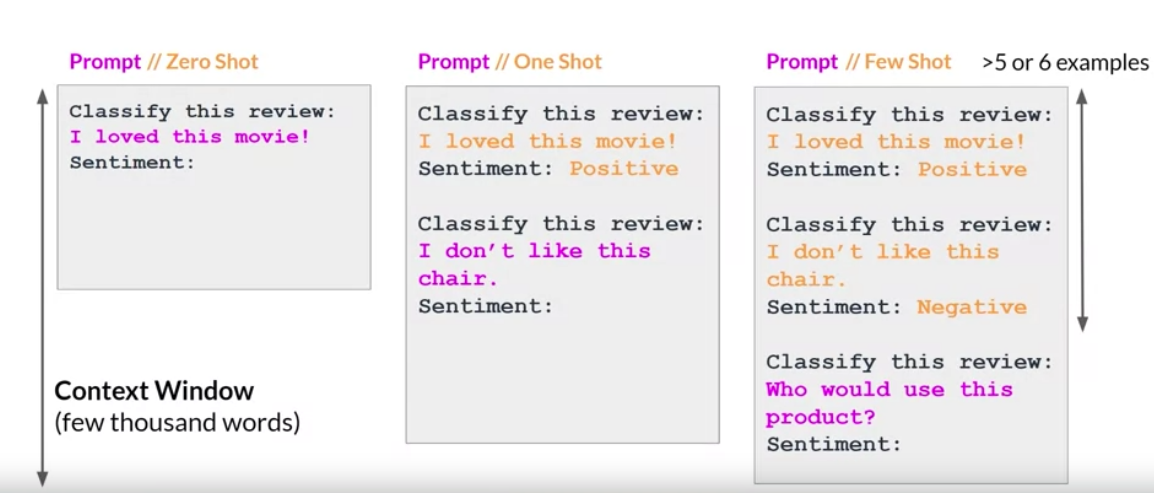 Prompt // Zero Shot
Classify this review:
I loved this movie!
Sentiment:
Context Window
(few thousand words)
Prompt // One Shot
Classify this review:
I loved this movie!
Sentiment: Positive
Classify this review:
I don't like this
chair.
Sentiment:
Prompt // Few Shot
>5 or 6 examples
Classify this review:
I loved this movie!
Sentiment: Positive
Classify this review:
I don't like this
chair.
Sentiment: Negative
Classify this review:
Who would use this
product?
Sentiment: